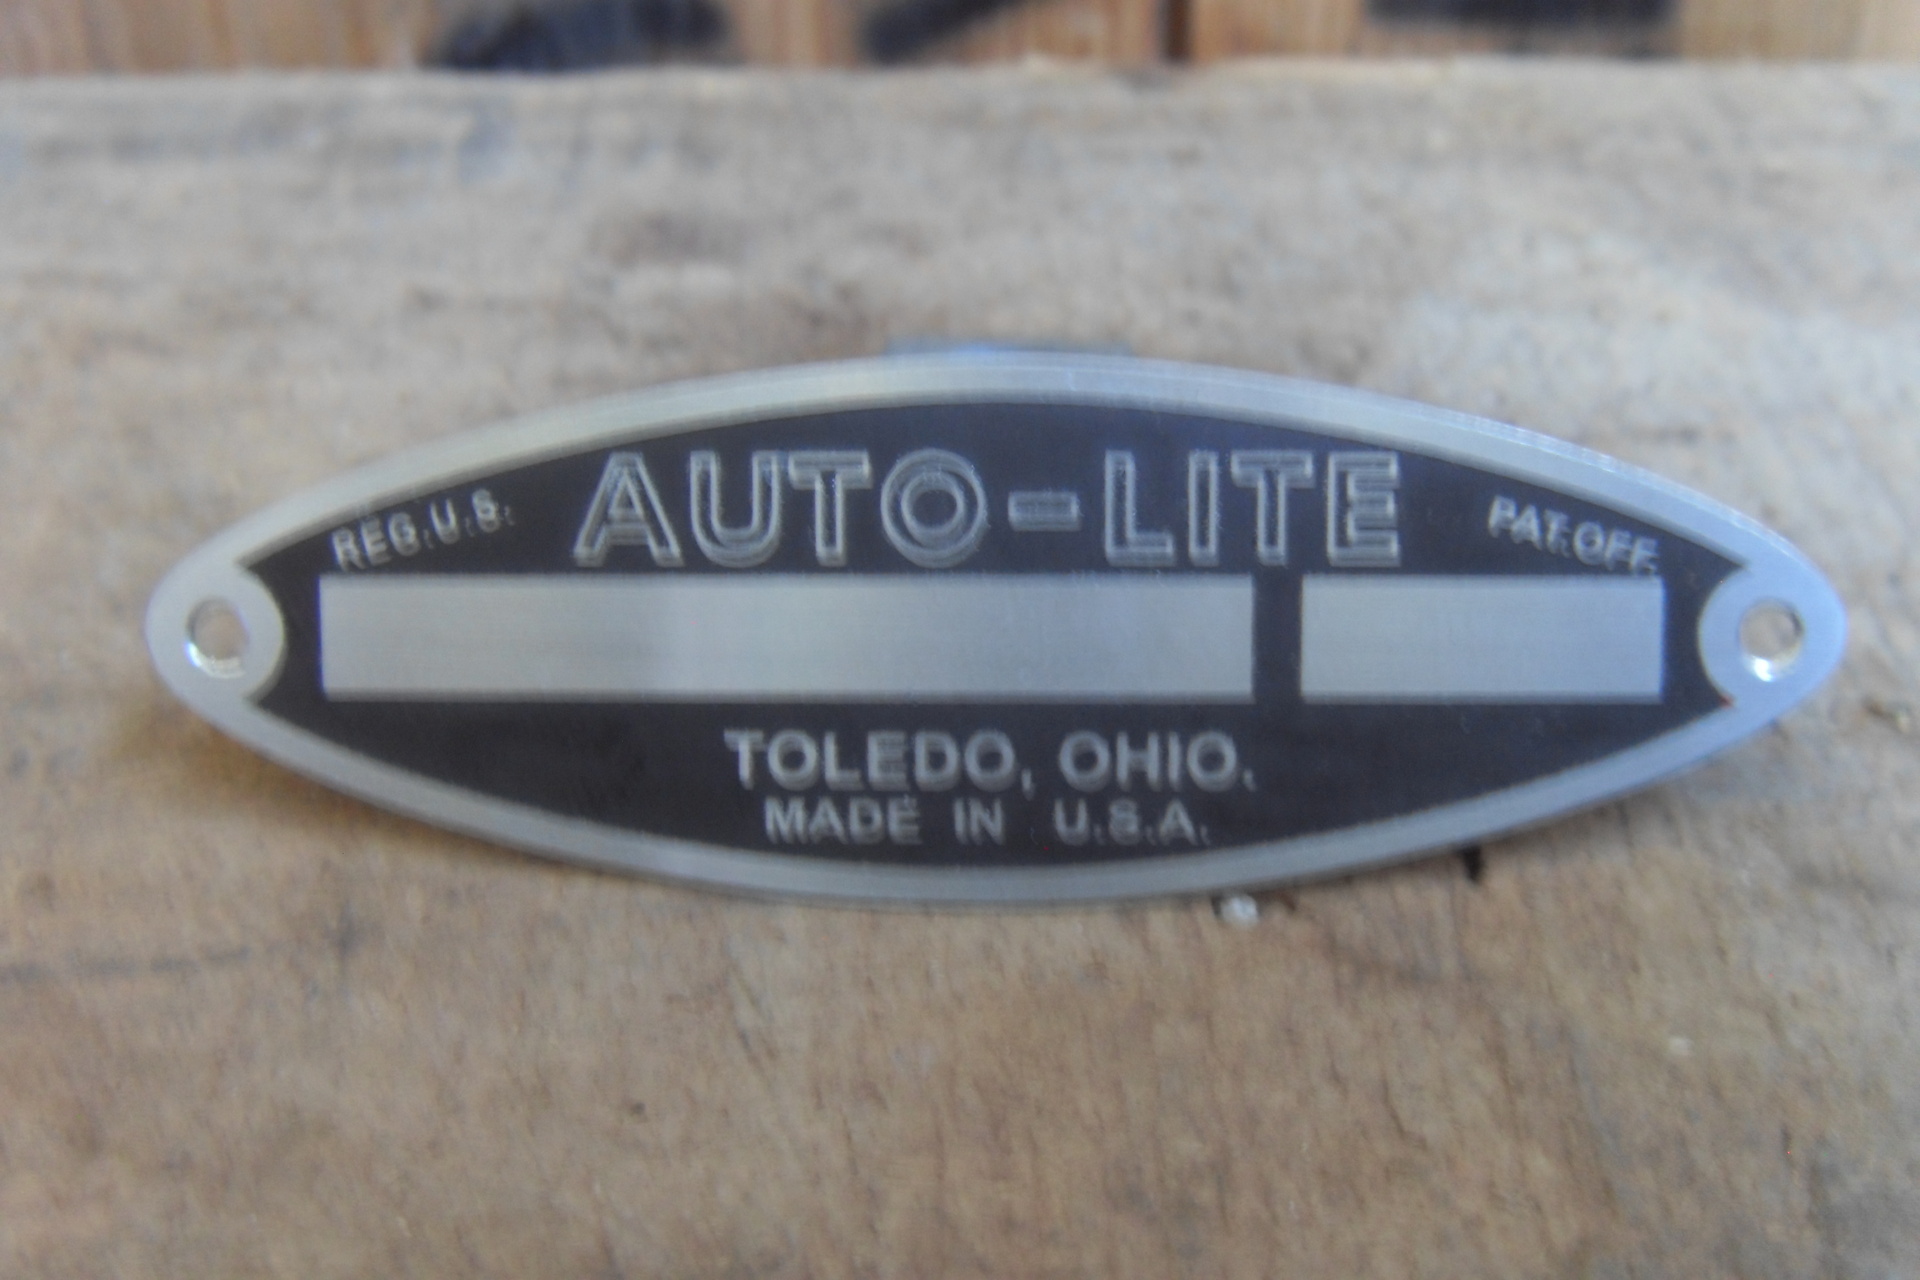 REG.U.S. AUTO-LITE PAT.OFF.
TOLEDO, OHIO.
MADE IN U.S.A.